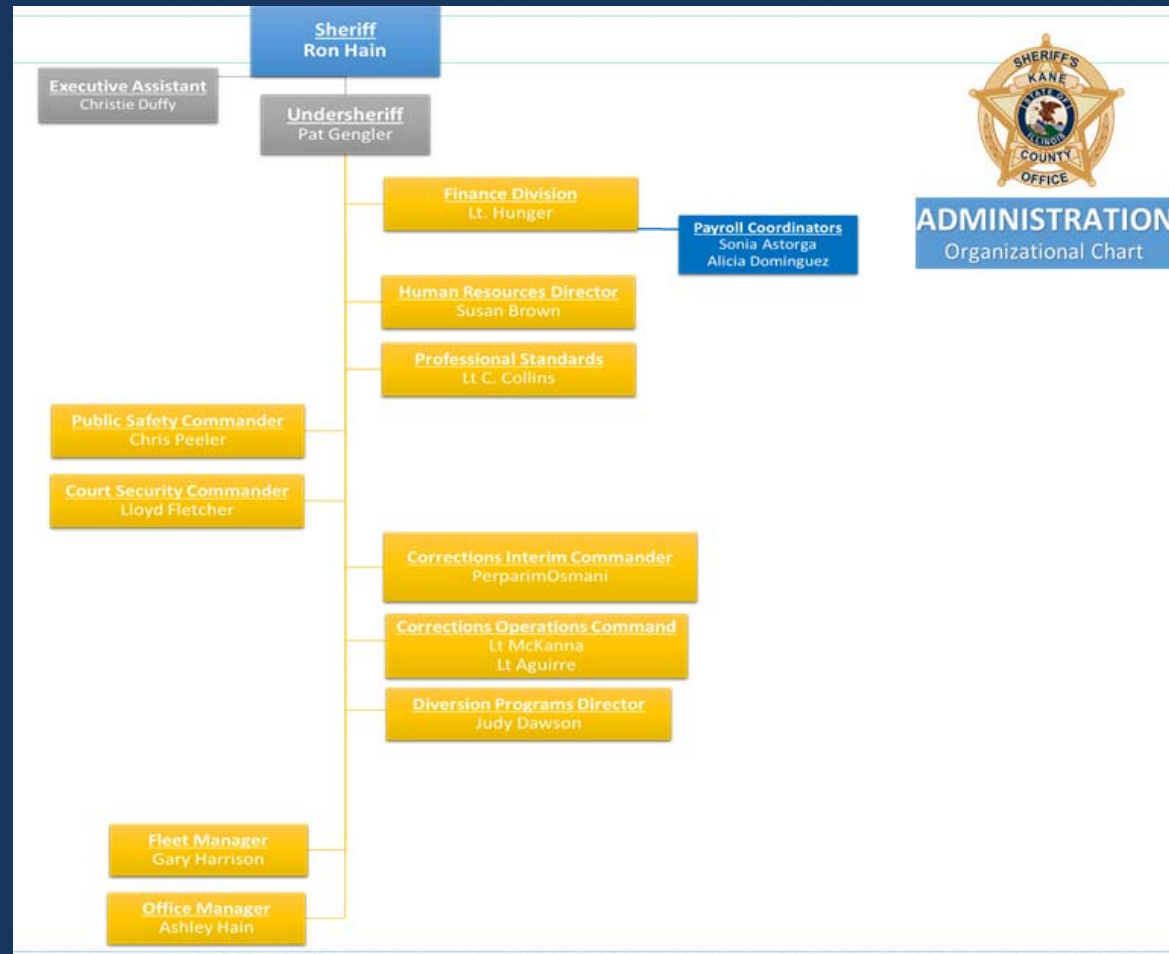 Sheriff
Ron Hain
Executive Assistant
Christie Duffy
Undersheriff
Pat Gengler
SHERIFF'S
KANE
STATE OF
ILLINOIS
COUNTY
OFFICE
ADMINISTRATION
Organizational Chart
Finance Division
Lt. Hunger
Payroll Coordinators
Sonia Astorga
Alicia Dominguez
Human Resources Director
Susan Brown
Professional Standards
Lt C. Collins
Public Safety Commander
Chris Peeler
Court Security Commander
Lloyd Fletcher
Corrections Interim Commander
PerparimOsmani
Corrections Operations Command
Lt McKanna
Lt Aguirre
Diversion Programs Director
Judy Dawson
Fleet Manager
Gary Harrison
Office Manager
Ashley Hain